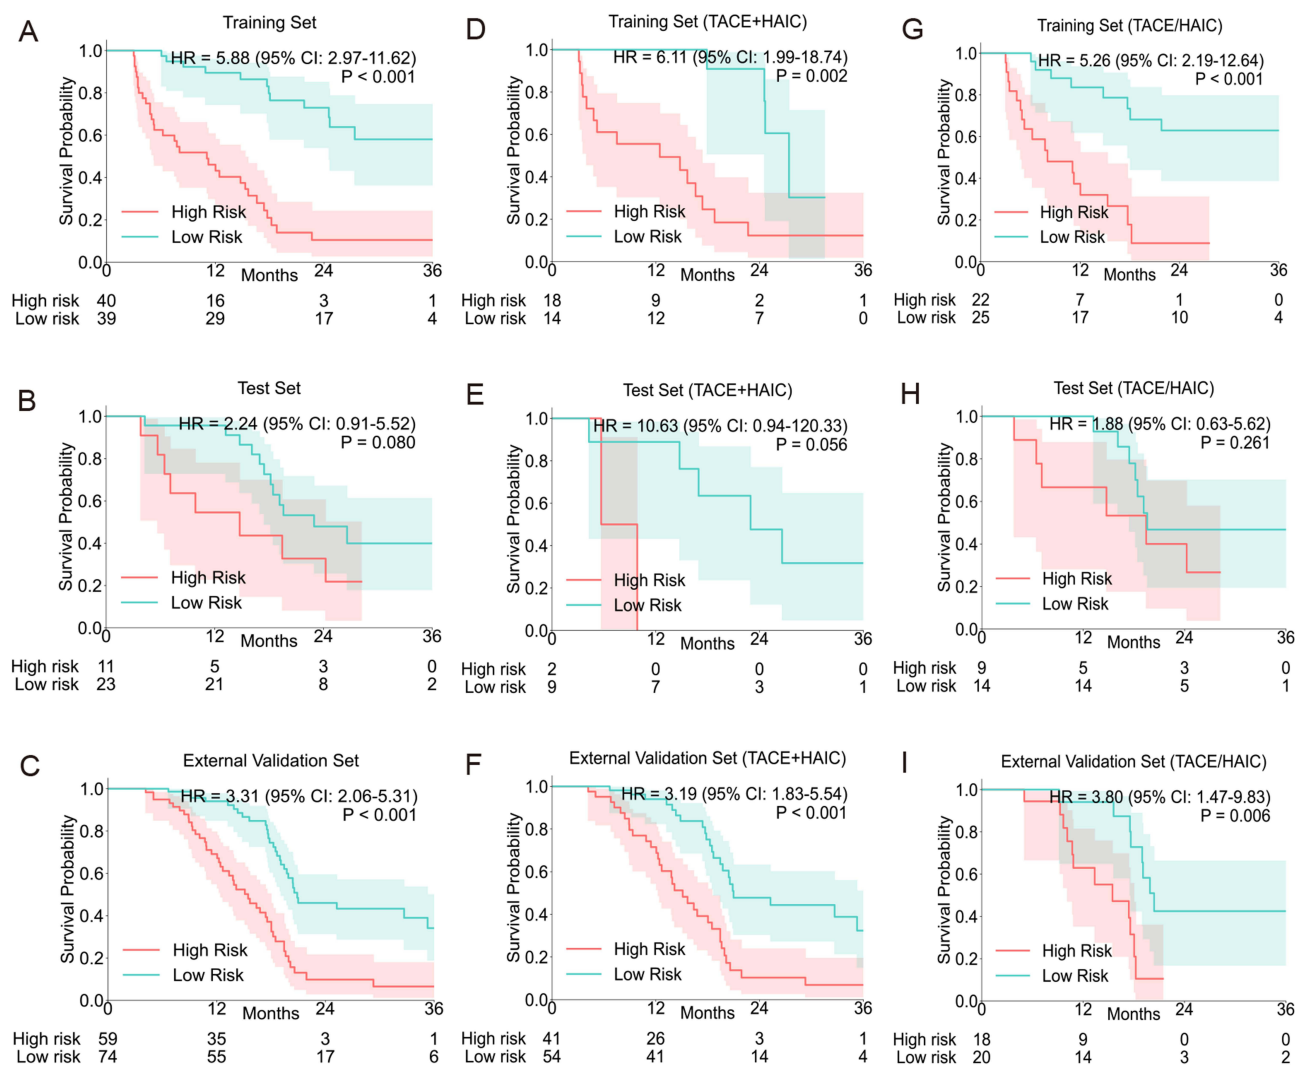 A
Training Set
HR = 5.88 (95% CI: 2.97-11.62)
P < 0.001
Survival Probability
1.0
0.8
0.6
0.4
0.2
0.0
High Risk
Low Risk
0 12 24 36
Months
High risk 40 16 3 1
Low risk 39 29 17 4
D
Training Set (TACE+HAIC)
HR = 6.11 (95% CI: 1.99-18.74)
P = 0.002
Survival Probability
1.0
0.8
0.6
0.4
0.2
0.0
High Risk
Low Risk
0 12 24 36
Months
High risk 18 9 2 1
Low risk 14 12 7 0
G
Training Set (TACE/HAIC)
HR = 5.26 (95% CI: 2.19-12.64)
P < 0.001
Survival Probability
1.0
0.8
0.6
0.4
0.2
0.0
High Risk
Low Risk
0 12 24 36
Months
High risk 22 7 1 0
Low risk 25 17 10 4
B
Test Set
HR = 2.24 (95% CI: 0.91-5.52)
P = 0.080
Survival Probability
1.0
0.8
0.6
0.4
0.2
0.0
High Risk
Low Risk
0 12 24 36
Months
High risk 11 5 3 0
Low risk 23 21 8 2
E
Test Set (TACE+HAIC)
HR = 10.63 (95% CI: 0.94-120.33)
P = 0.056
Survival Probability
1.0
0.8
0.6
0.4
0.2
0.0
High Risk
Low Risk
0 12 24 36
Months
High risk 2 0 0 0
Low risk 9 7 3 1
H
Test Set (TACE/HAIC)
HR = 1.88 (95% CI: 0.63-5.62)
P = 0.261
Survival Probability
1.0
0.8
0.6
0.4
0.2
0.0
High Risk
Low Risk
0 12 24 36
Months
High risk 9 5 3 0
Low risk 14 14 5 1
C
External Validation Set
HR = 3.31 (95% CI: 2.06-5.31)
P < 0.001
Survival Probability
1.0
0.8
0.6
0.4
0.2
0.0
High Risk
Low Risk
0 12 24 36
Months
High risk 59 35 3 1
Low risk 74 55 17 6
F
External Validation Set (TACE+HAIC)
HR = 3.19 (95% CI: 1.83-5.54)
P < 0.001
Survival Probability
1.0
0.8
0.6
0.4
0.2
0.0
High Risk
Low Risk
0 12 24 36
Months
High risk 41 26 3 1
Low risk 54 41 14 4
I
External Validation Set (TACE/HAIC)
HR = 3.80 (95% CI: 1.47-9.83)
P = 0.006
Survival Probability
1.0
0.8
0.6
0.4
0.2
0.0
High Risk
Low Risk
0 12 24 36
Months
High risk 18 9 0 0
Low risk 20 14 3 2